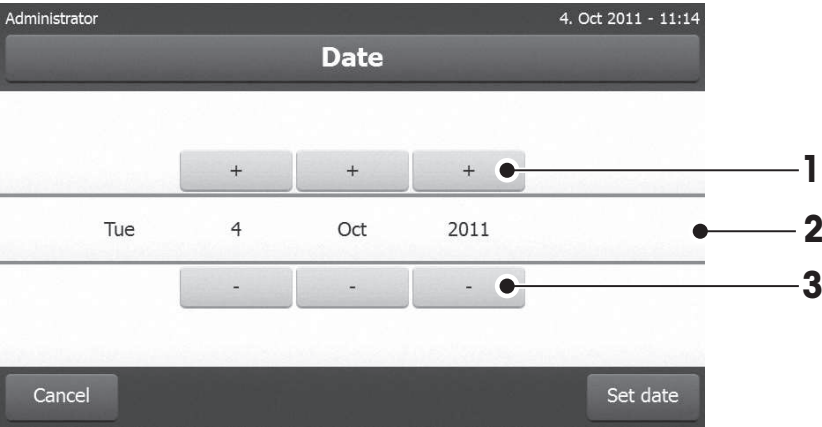 Administrator 4. Oct 2011 - 11:14
Date
+ + + 1
Tue 4 Oct 2011 2
- - - 3
Cancel Set date